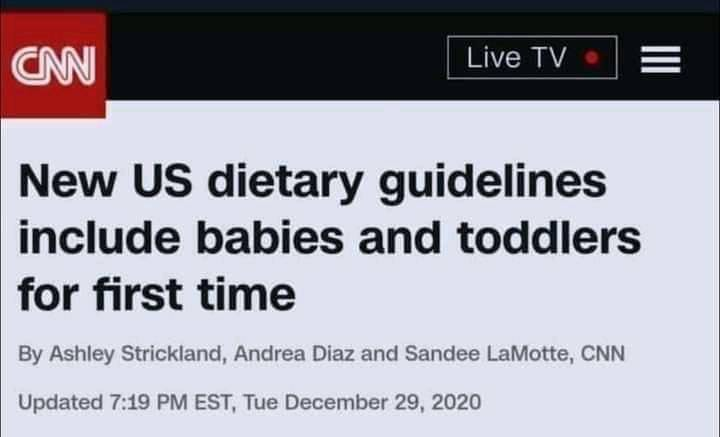 CNN
Live TV
New US dietary guidelines
include babies and toddlers
for first time
By Ashley Strickland, Andrea Diaz and Sandee LaMotte, CNN
Updated 7:19 PM EST, Tue December 29, 2020